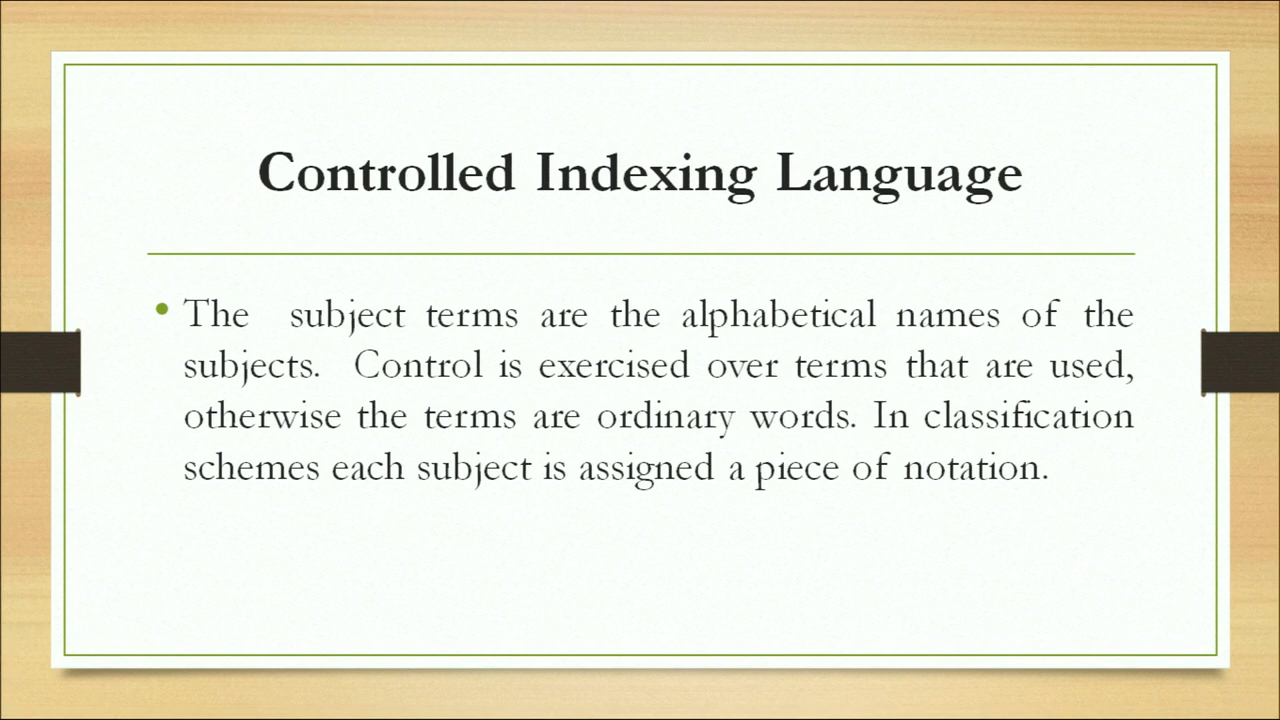 Controlled Indexing Language
• The subject terms are the alphabetical names of the
subjects. Control is exercised over terms that are used,
otherwise the terms are ordinary words. In classification
schemes each subject is assigned a piece of notation.